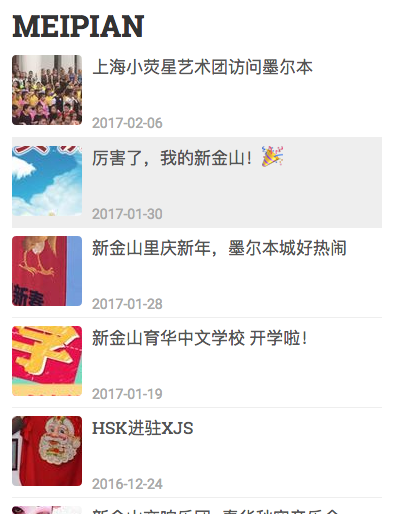 MEIPIAN
上海小荧星艺术团访问墨尔本
2017-02-06
厉害了，我的新金山！🎉
2017-01-30
新金山里庆新年，墨尔本城好热闹
新春
2017-01-28
新金山育华中文学校 开学啦！
2017-01-19
HSK进驻XJS
2016-12-24